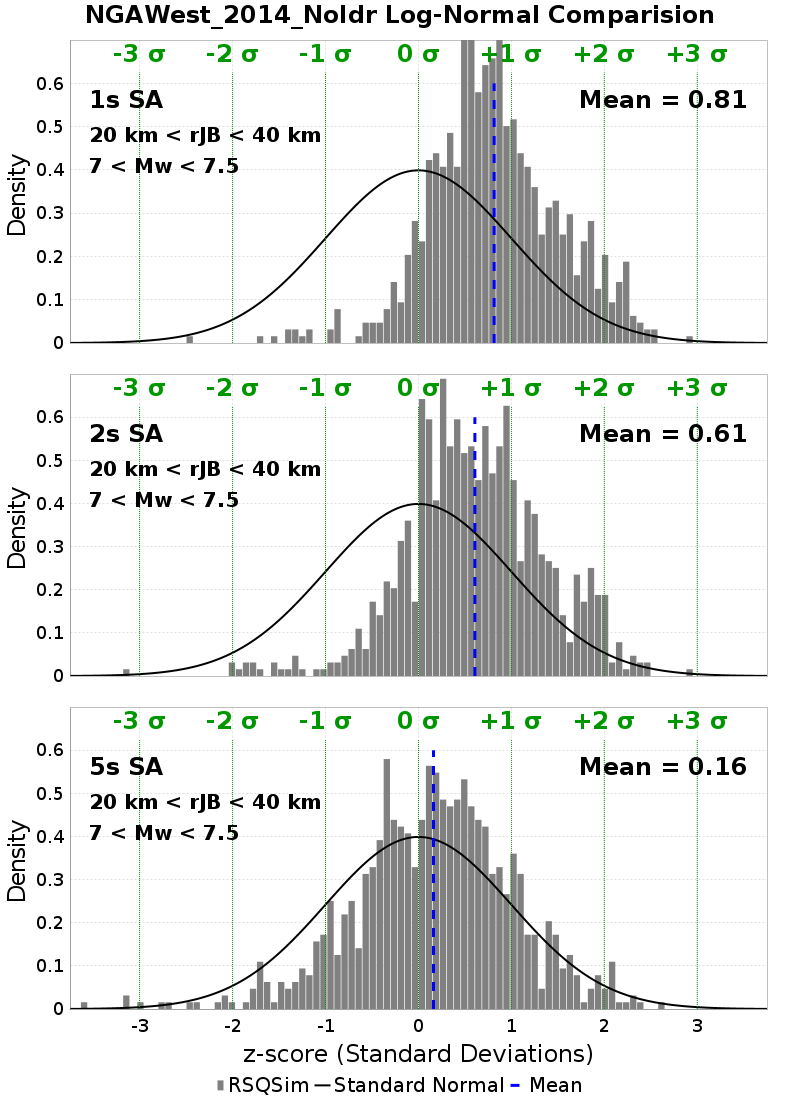 NGAWest_2014_NoIdr Log-Normal Comparision
-3 σ -2 σ -1 σ 0 σ +1 σ +2 σ +3 σ
1s SA Mean = 0.81
20 km < rJB < 40 km
7 < Mw < 7.5
Density
0.6
0.5
0.4
0.3
0.2
0.1
0
-3 σ -2 σ -1 σ 0 σ +1 σ +2 σ +3 σ
2s SA Mean = 0.61
20 km < rJB < 40 km
7 < Mw < 7.5
Density
0.6
0.5
0.4
0.3
0.2
0.1
0
-3 σ -2 σ -1 σ 0 σ +1 σ +2 σ +3 σ
5s SA Mean = 0.16
20 km < rJB < 40 km
7 < Mw < 7.5
Density
0.6
0.5
0.4
0.3
0.2
0.1
0
-3 -2 -1 0 1 2 3
z-score (Standard Deviations)
RSQSim Standard Normal Mean